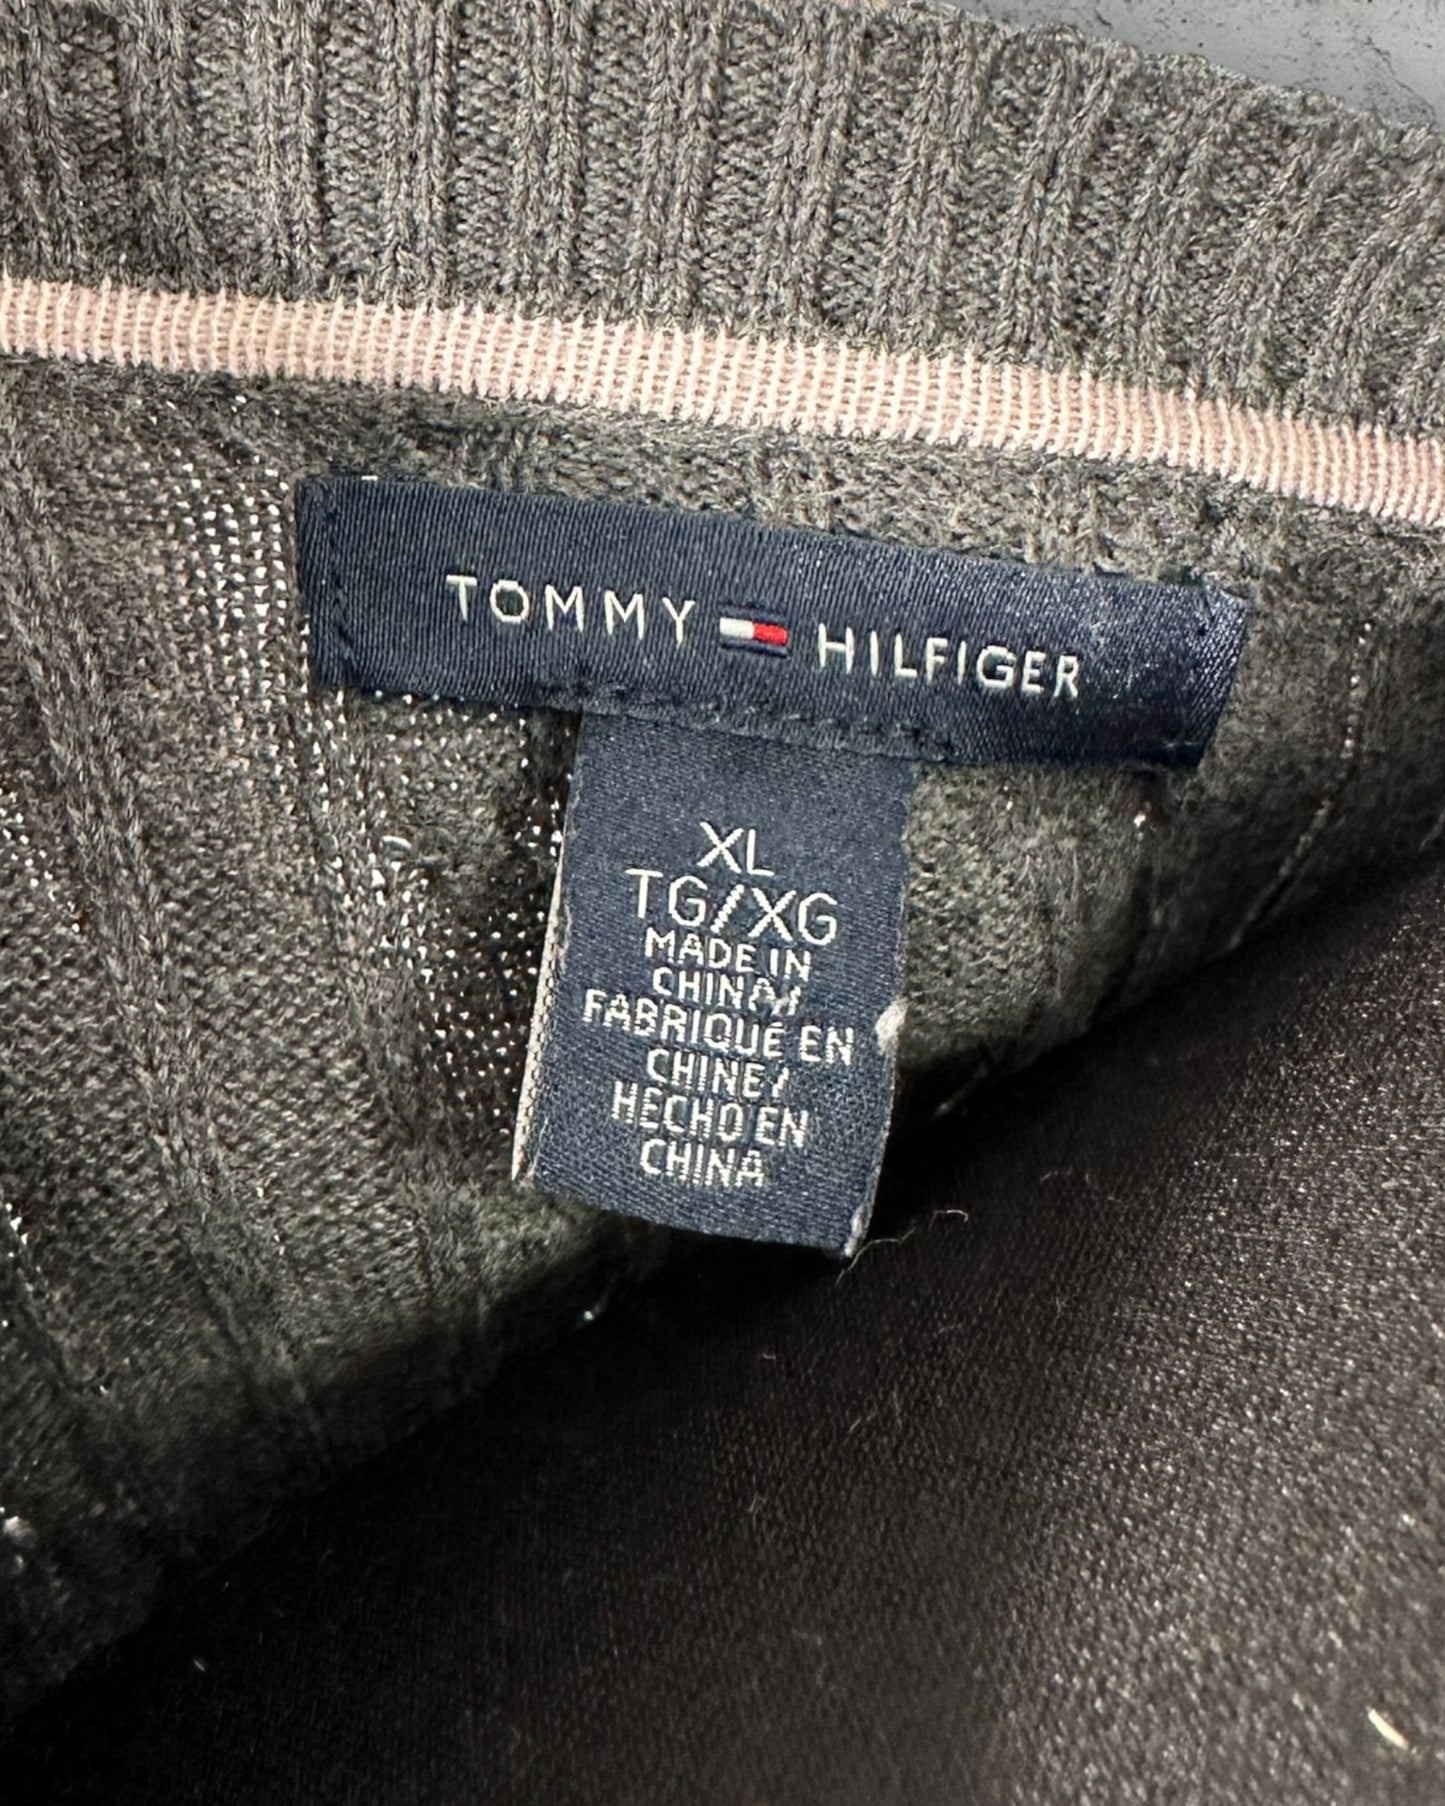 TOMMY HILFIGER
XL
TG/XG
MADE IN
CHINA/
FABRIQUÉ EN
CHINE/
HECHO EN
CHINA